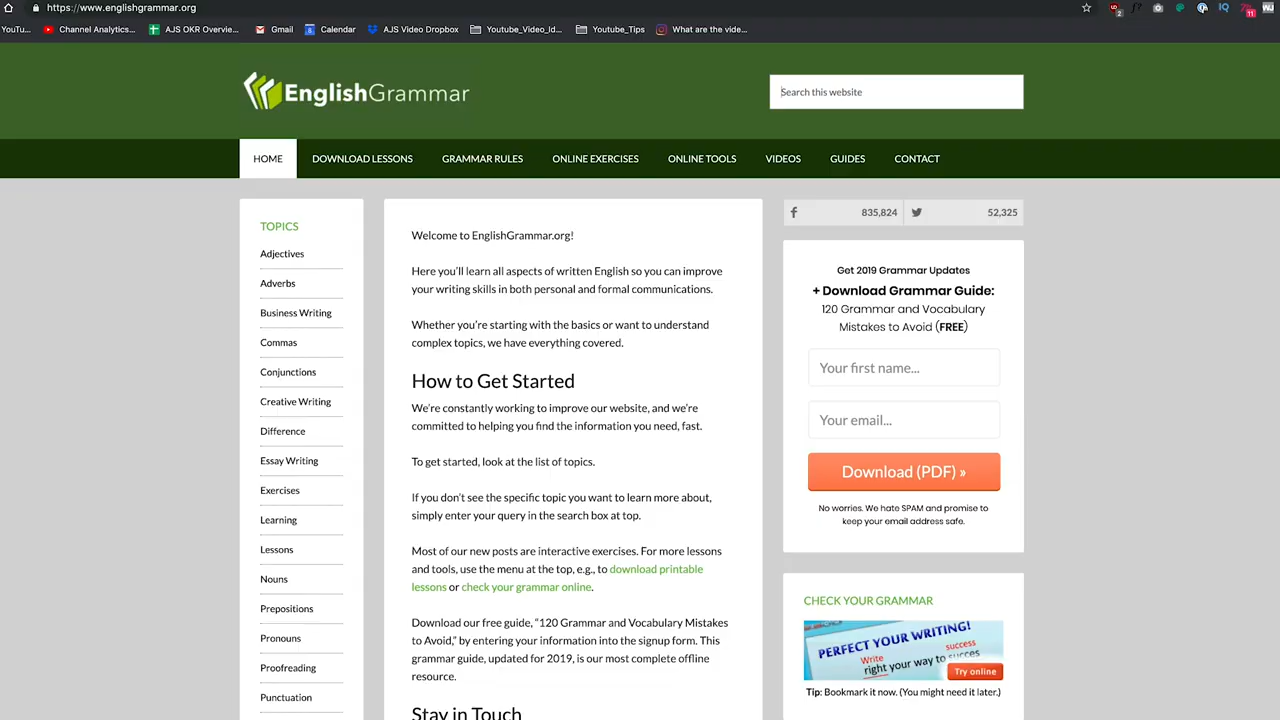 https://www.englishgrammar.org
2
11
YouTu...
Channel Analytics...
AJS OKR Overvie...
Gmail
Calendar
AJS Video Dropbox
Youtube_Video_Id...
Youtube_Tips
What are the vide...
EnglishGrammar
Search this website
HOME
DOWNLOAD LESSONS
GRAMMAR RULES
ONLINE EXERCISES
ONLINE TOOLS
VIDEOS
GUIDES
CONTACT
TOPICS
Adjectives
Adverbs
Business Writing
Commas
Conjunctions
Creative Writing
Difference
Essay Writing
Exercises
Learning
Lessons
Nouns
Prepositions
Pronouns
Proofreading
Punctuation
Welcome to EnglishGrammar.org!
Here you’ll learn all aspects of written English so you can improve
your writing skills in both personal and formal communications.
Whether you’re starting with the basics or want to understand
complex topics, we have everything covered.
How to Get Started
We’re constantly working to improve our website, and we’re
committed to helping you find the information you need, fast.
To get started, look at the list of topics.
If you don’t see the specific topic you want to learn more about,
simply enter your query in the search box at top.
Most of our new posts are interactive exercises. For more lessons
and tools, use the menu at the top, e.g., to download printable
lessons or check your grammar online.
Download our free guide, “120 Grammar and Vocabulary Mistakes
to Avoid,” by entering your information into the signup form. This
grammar guide, updated for 2019, is our most complete offline
resource.
Stay in Touch
835,824
52,325
Get 2019 Grammar Updates
+ Download Grammar Guide:
120 Grammar and Vocabulary
Mistakes to Avoid (FREE)
Your first name...
Your email...
Download (PDF) »
No worries. We hate SPAM and promise to
keep your email address safe.
CHECK YOUR GRAMMAR
PERFECT YOUR WRITING!
Write
success
right your way to succes
Try online
Tip: Bookmark it now. (You might need it later.)